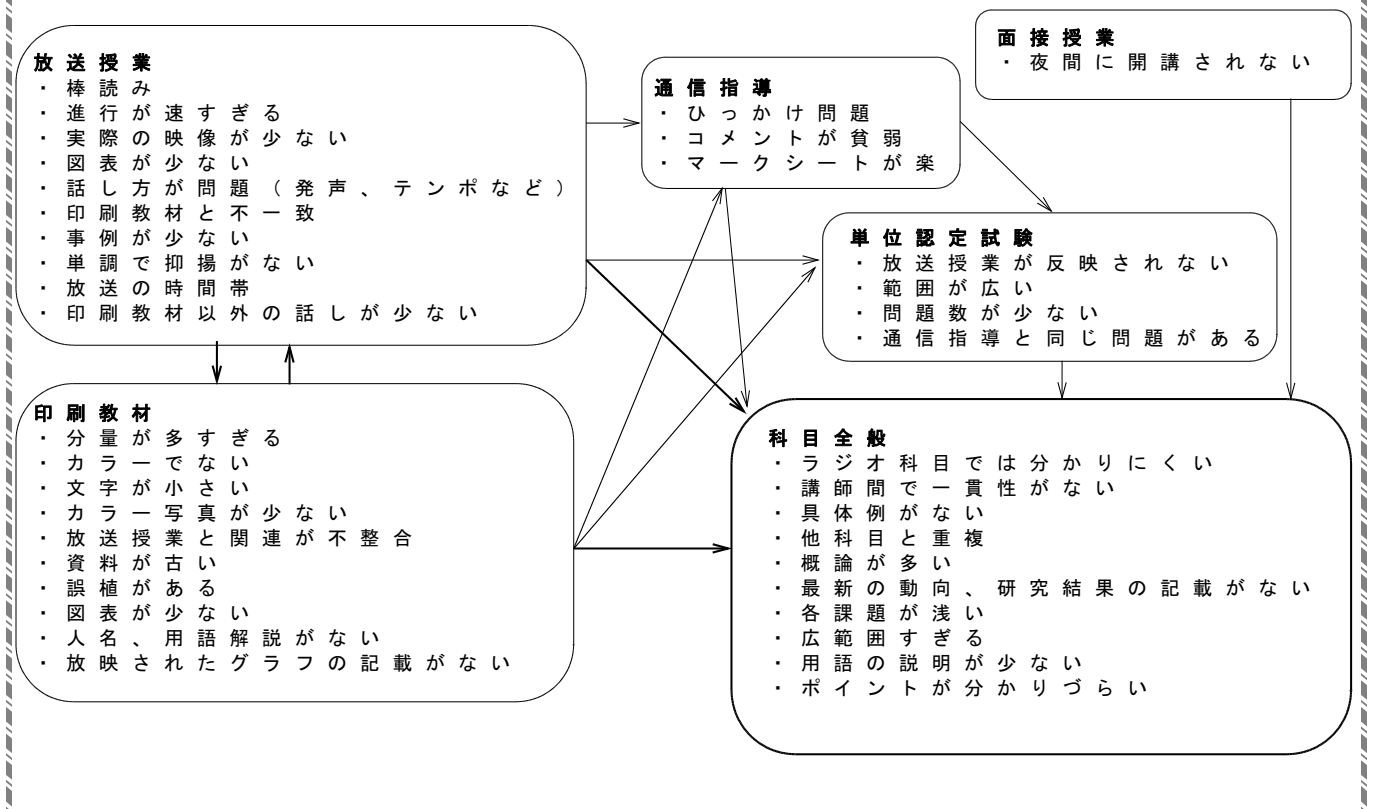 放送授業
・棒読み
・進行が速すぎる
・実際の映像が少ない
・図表が少ない
・話し方が問題(発声、テンポなど)
・印刷教材と不一致
・事例が少ない
・単調で抑揚がない
・放送の時間帯
・印刷教材以外の話しが少ない
通信指導
・ひっかけ問題
・コメントが貧弱
・マークシートが楽
面接授業
・夜間に開講されない
単位認定試験
・放送授業が反映されない
・範囲が広い
・問題数が少ない
・通信指導と同じ問題がある
印刷教材
・分量が多すぎる
・カラーでない
・文字が小さい
・カラー写真が少ない
・放送授業と関連が不整合
・資料が古い
・誤植がある
・図表が少ない
・人名、用語解説がない
・放映されたグラフの記載がない
科目全般
・ラジオ科目では分かりにくい
・講師間で一貫性がない
・具体例がない
・他科目と重複
・概論が多い
・最新の動向、研究結果の記載がない
・各課題が浅い
・広範囲すぎる
・用語の説明が少ない
・ポイントが分かりづらい